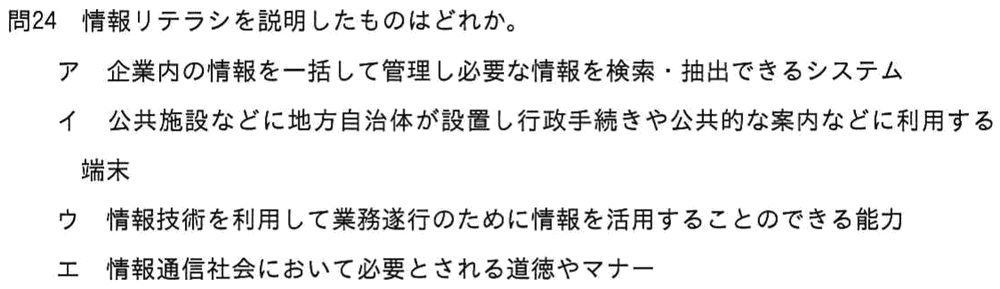 問24 情報リテラシを説明したものはどれか。
ア 企業内の情報を一括して管理し必要な情報を検索・抽出できるシステム
イ 公共施設などに地方自治体が設置し行政手続きや公共的な案内などに利用する
端末
ウ 情報技術を利用して業務遂行のために情報を活用することのできる能力
エ 情報通信社会において必要とされる道徳やマナー